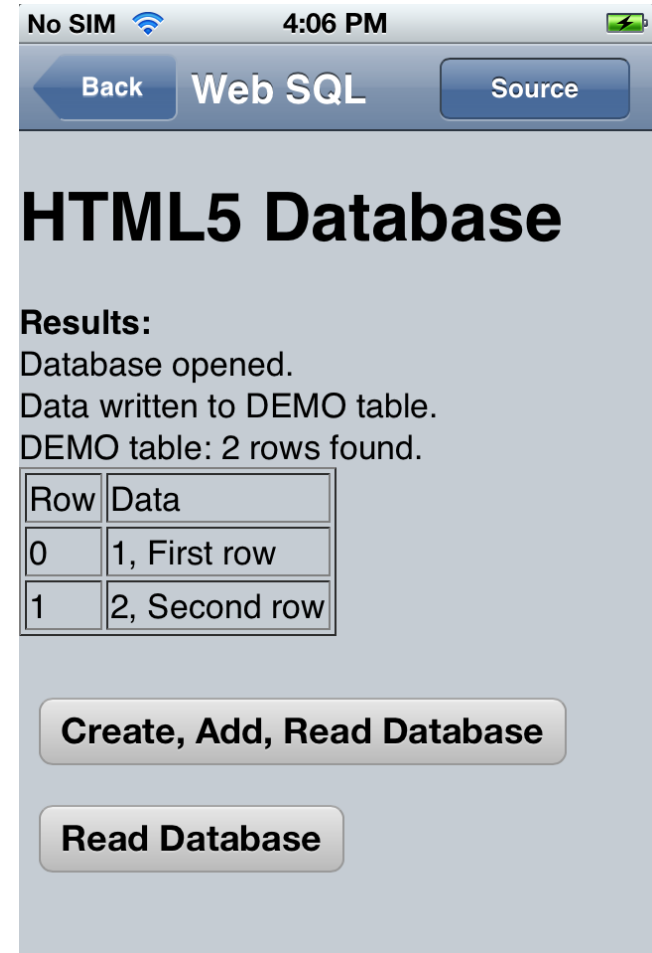 No SIM 4:06 PM
Back Web SQL Source
HTML5 Database
Results:
Database opened.
Data written to DEMO table.
DEMO table: 2 rows found.
Row Data
0 1, First row
1 2, Second row
Create, Add, Read Database
Read Database